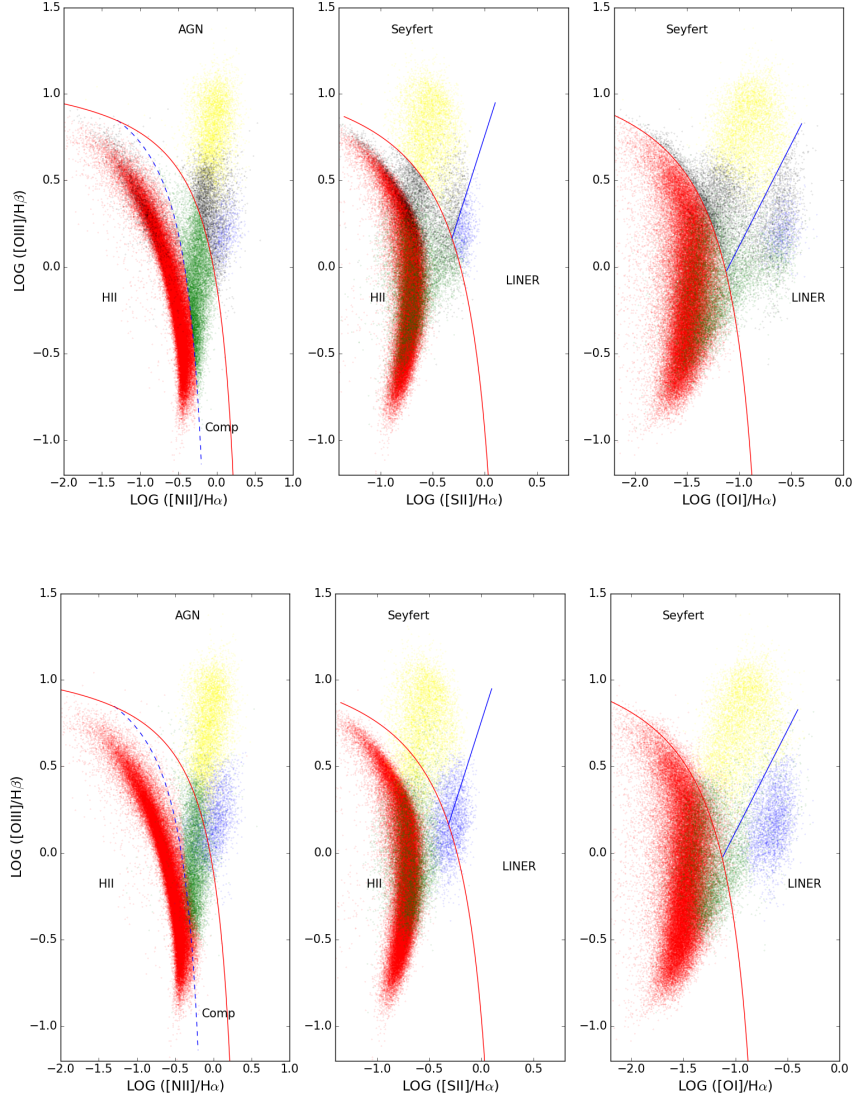 AGN
Seyfert
Seyfert
HII
HII
LINER
LINER
Comp
LOG ([OIII]/Hβ)
1.5
1.0
0.5
0.0
−0.5
−1.0
−2.0 −1.5 −1.0 −0.5 0.0 0.5 1.0
−1.0 −0.5 0.0 0.5
−2.0 −1.5 −1.0 −0.5 0.0
LOG ([NII]/Hα)
LOG ([SII]/Hα)
LOG ([OI]/Hα)
1.5
1.0
0.5
0.0
−0.5
−1.0
1.5
1.0
0.5
0.0
−0.5
−1.0
AGN
Seyfert
Seyfert
HII
HII
LINER
LINER
Comp
LOG ([OIII]/Hβ)
1.5
1.0
0.5
0.0
−0.5
−1.0
−2.0 −1.5 −1.0 −0.5 0.0 0.5 1.0
−1.0 −0.5 0.0 0.5
−2.0 −1.5 −1.0 −0.5 0.0
LOG ([NII]/Hα)
LOG ([SII]/Hα)
LOG ([OI]/Hα)
1.5
1.0
0.5
0.0
−0.5
−1.0
1.5
1.0
0.5
0.0
−0.5
−1.0